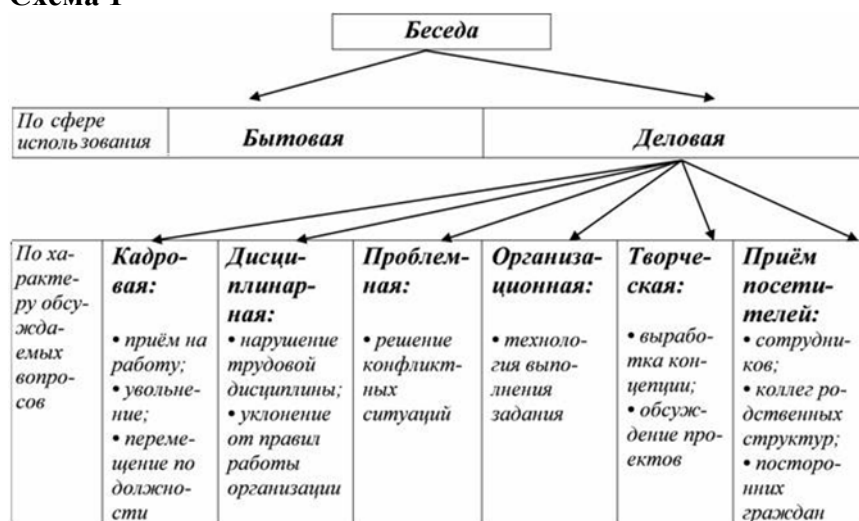 Схема 1
Беседа
По сфере
использования
Бытовая
Деловая
По ха-
ракте-
ру обсу-
ждa-
емых
вопро-
сов
Кадро-
вая:
• приём на
работу;
• увольне-
ние;
• переме-
щение по
должно-
сти
Дисци-
плинар-
ная:
• нарушение
трудовой
дисциплины;
• уклонение
от правил
работы
организации
Проблем-
ная:
• решение
конфликт-
ных
ситуаций
Организа-
ционная:
• техноло-
гия выпо-
лнения
задания
Творче-
ская:
• вырабо-
тка кон-
цепции;
• обсуж-
дение про-
ектов
Приём
посети-
телей:
• сотрудни-
ков;
• коллег ро-
дственных
структур;
• посторо-
нних
граждан